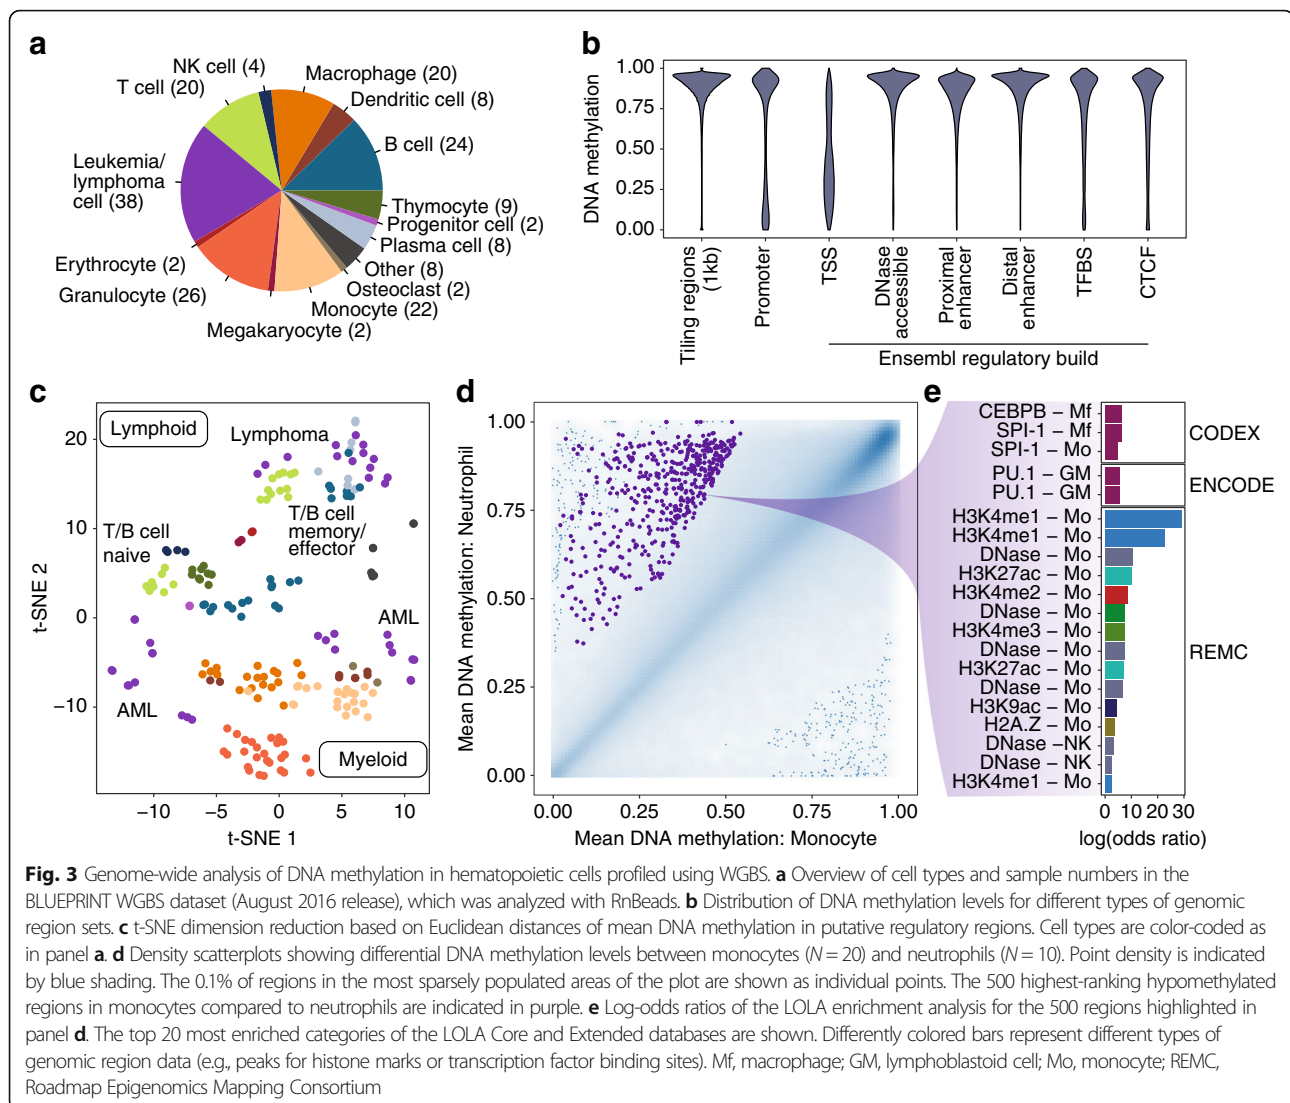 a
NK cell (4)
T cell (20)
Macrophage (20)
Dendritic cell (8)
B cell (24)
Leukemia/
lymphoma
cell (38)
Thymocyte (9)
Progenitor cell (2)
Plasma cell (8)
Erythrocyte (2)
Other (8)
Granulocyte (26)
Osteoclast (2)
Monocyte (22)
Megakaryocyte (2)
b
DNA methylation
1.00
0.75
0.50
0.25
0.00
Tiling regions
(1kb)
Promoter
TSS
DNase
accessible
Proximal
enhancer
Distal
enhancer
TFBS
CTCF
Ensembl regulatory build
c
Lymphoid
Lymphoma
T/B cell
naive
T/B cell
memory/
effector
AML
AML
Myeloid
t-SNE 2
20
10
0
−10
−10
−5
0
5
10
t-SNE 1
d
Mean DNA methylation: Neutrophil
1.00
0.75
0.50
0.25
0.00
0.00
0.25
0.50
0.75
1.00
Mean DNA methylation: Monocyte
e
CEBPB – Mf
SPI-1 – Mf
SPI-1 – Mo
CODEX
PU.1 – GM
PU.1 – GM
ENCODE
H3K4me1 – Mo
H3K4me1 – Mo
DNase – Mo
H3K27ac – Mo
H3K4me2 – Mo
DNase – Mo
H3K4me3 – Mo
DNase – Mo
H3K27ac – Mo
DNase – Mo
H3K9ac – Mo
H2A.Z – Mo
DNase –NK
DNase – NK
H3K4me1 – Mo
REMC
0 10 20 30
log(odds ratio)
Fig. 3 Genome-wide analysis of DNA methylation in hematopoietic cells profiled using WGBS. a Overview of cell types and sample numbers in the
BLUEPRINT WGBS dataset (August 2016 release), which was analyzed with RnBeads. b Distribution of DNA methylation levels for different types of genomic
region sets. c t-SNE dimension reduction based on Euclidean distances of mean DNA methylation in putative regulatory regions. Cell types are color-coded as
in panel a. d Density scatterplots showing differential DNA methylation levels between monocytes (N = 20) and neutrophils (N = 10). Point density is indicated
by blue shading. The 0.1% of regions in the most sparsely populated areas of the plot are shown as individual points. The 500 highest-ranking hypomethylated
regions in monocytes compared to neutrophils are indicated in purple. e Log-odds ratios of the LOLA enrichment analysis for the 500 regions highlighted in
panel d. The top 20 most enriched categories of the LOLA Core and Extended databases are shown. Differently colored bars represent different types of
genomic region data (e.g., peaks for histone marks or transcription factor binding sites). Mf, macrophage; GM, lymphoblastoid cell; Mo, monocyte; REMC,
Roadmap Epigenomics Mapping Consortium